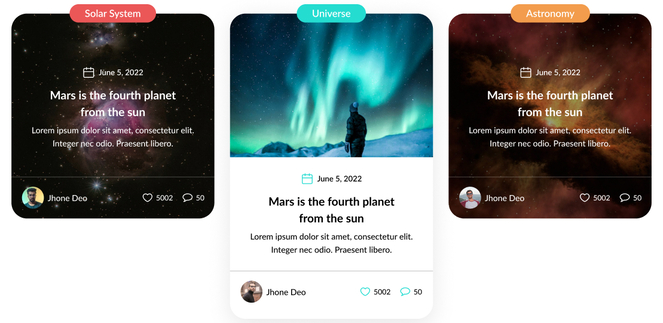 Solar System
June 5, 2022
Mars is the fourth planet
from the sun
Lorem ipsum dolor sit amet, consectetur elit.
Integer nec odio. Praesent libero.
Jhone Deo
5002
50
Universe
June 5, 2022
Mars is the fourth planet
from the sun
Lorem ipsum dolor sit amet, consectetur elit.
Integer nec odio. Praesent libero.
Jhone Deo
5002
50
Astronomy
June 5, 2022
Mars is the fourth planet
from the sun
Lorem ipsum dolor sit amet, consectetur elit.
Integer nec odio. Praesent libero.
Jhone Deo
5002
50